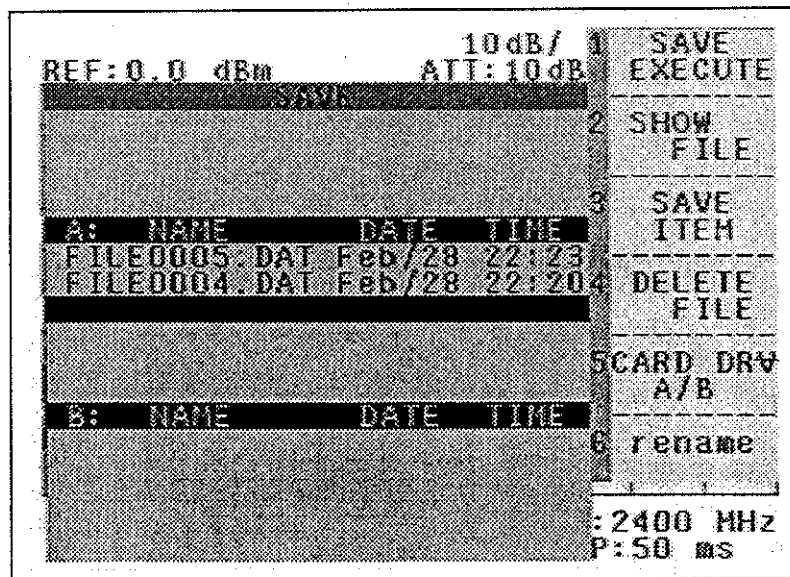 10dB/
REF:0.0 dBm ATT:10dB
SAVE
A: NAME DATE TIME
FILE0005.DAT Feb/28 22:23
FILE0004.DAT Feb/28 22:20
B: NAME DATE TIME
1 SAVE
EXECUTE
2 SHOW
FILE
3 SAVE
ITEM
4 DELETE
FILE
5 CARD DRV
A/B
6 rename
:2400 MHz
P:50 ms